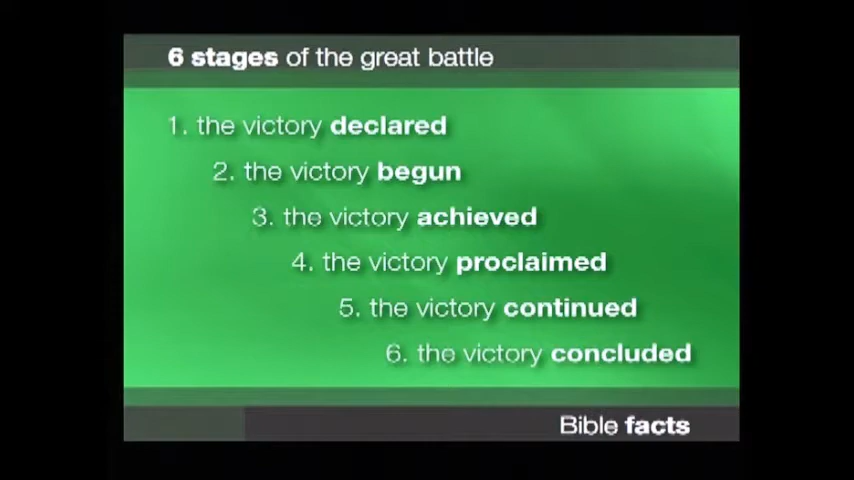 6 stages of the great battle
1. the victory declared
2. the victory begun
3. the victory achieved
4. the victory proclaimed
5. the victory continued
6. the victory concluded
Bible facts